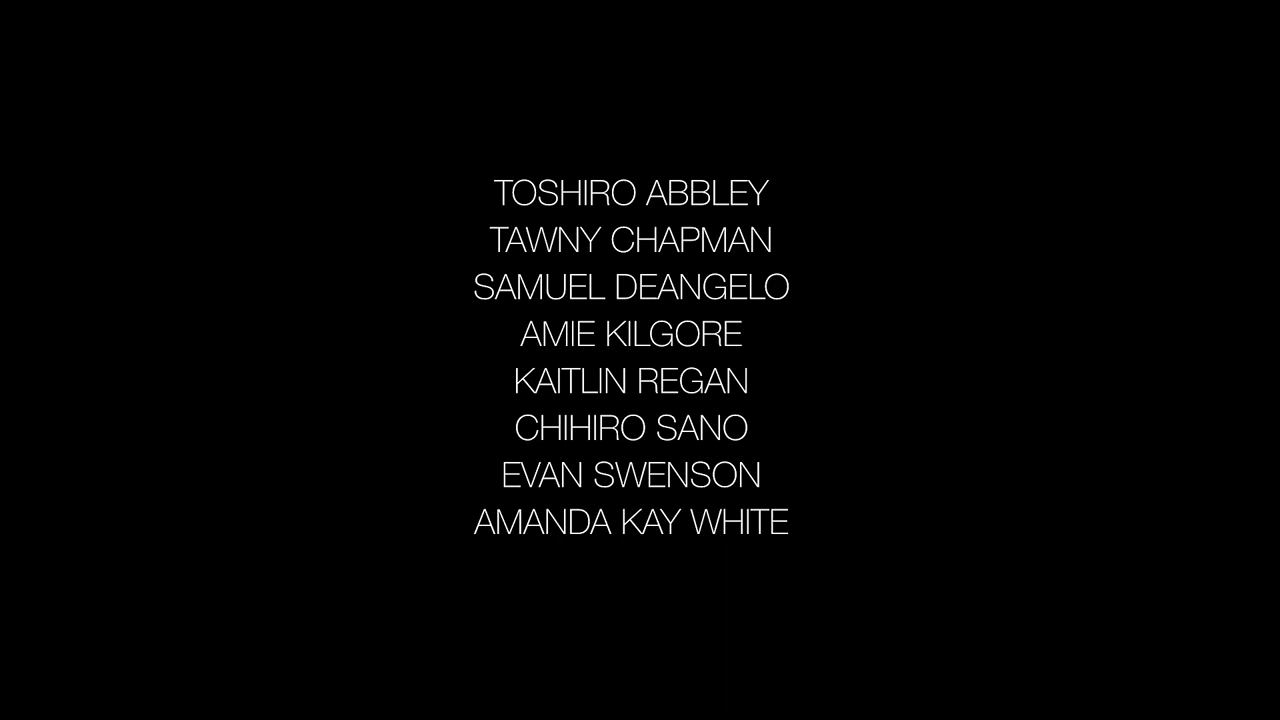 TOSHIRO ABBLEY
TAWNY CHAPMAN
SAMUEL DEANGELO
AMIE KILGORE
KAITLIN REGAN
CHIHIRO SANO
EVAN SWENSON
AMANDA KAY WHITE